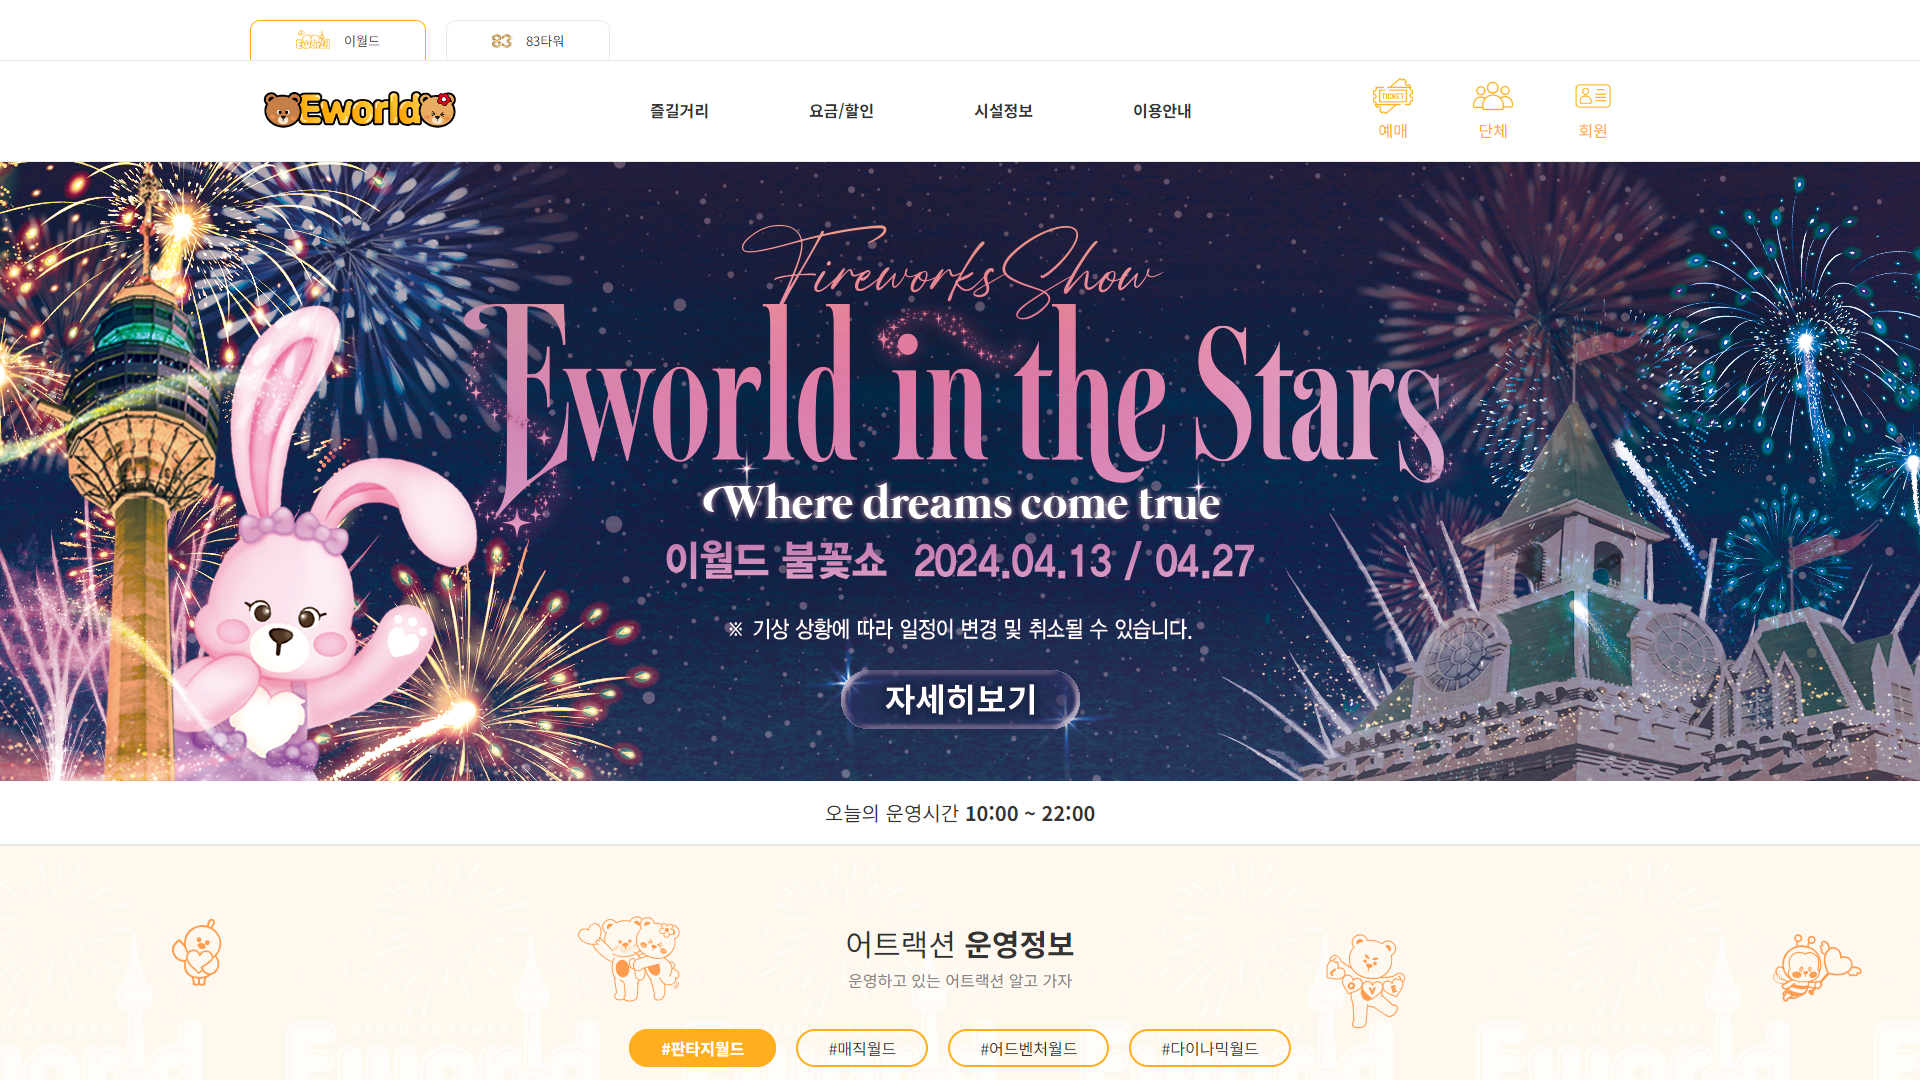 이월드
83타워
Eworld
즐길거리
요금/할인
시설정보
이용안내
TICKET
예매
단체
회원
Fireworks Show
Eworld in the Stars
Where dreams come true
이월드 불꽃쇼 2024.04.13 / 04.27
※ 기상 상황에 따라 일정이 변경 및 취소될 수 있습니다.
자세히보기
오늘의 운영시간 10:00 ~ 22:00
어트랙션 운영정보
운영하고 있는 어트랙션 알고 가자
#판타지월드
#매직월드
#어드벤처월드
#다이나믹월드